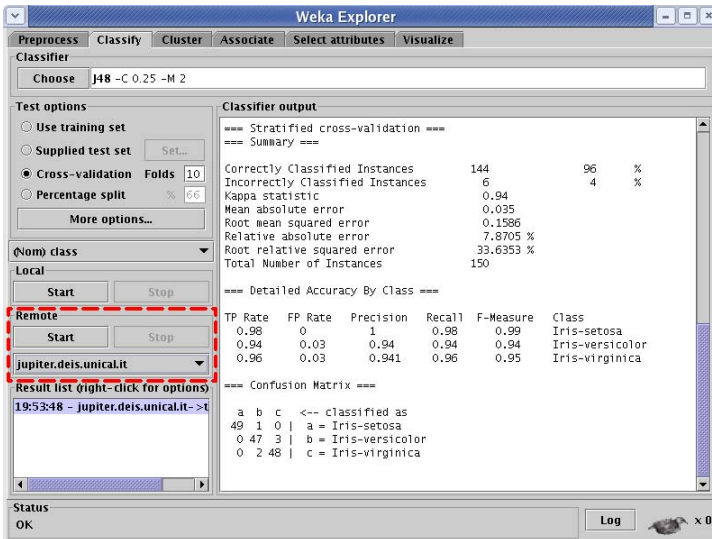 Weka Explorer
Preprocess Classify Cluster Associate Select attributes Visualize
Classifier
Choose J48 -C 0.25 -M 2
Test options
Use training set
Supplied test set Set...
Cross-validation Folds 10
Percentage split % 66
More options...
(Nom) class
Local
Start Stop
Remote
Start Stop
jupiter.deis.unical.it
Result list (right-click for options)
19:53:48 - jupiter.deis.unical.it->t
Classifier output
=== Stratified cross-validation ===
=== Summary ===
Correctly Classified Instances 144 96 %
Incorrectly Classified Instances 6 4 %
Kappa statistic 0.94
Mean absolute error 0.035
Root mean squared error 0.1586
Relative absolute error 7.8705 %
Root relative squared error 33.6353 %
Total Number of Instances 150
=== Detailed Accuracy By Class ===
TP Rate FP Rate Precision Recall F-Measure Class
0.98 0 1 0.98 0.99 Iris-setosa
0.94 0.03 0.94 0.94 0.94 Iris-versicolor
0.96 0.03 0.941 0.96 0.95 Iris-virginica
=== Confusion Matrix ===
a b c <-- classified as
49 1 0 | a = Iris-setosa
0 47 3 | b = Iris-versicolor
0 2 48 | c = Iris-virginica
Status
OK
Log
x 0